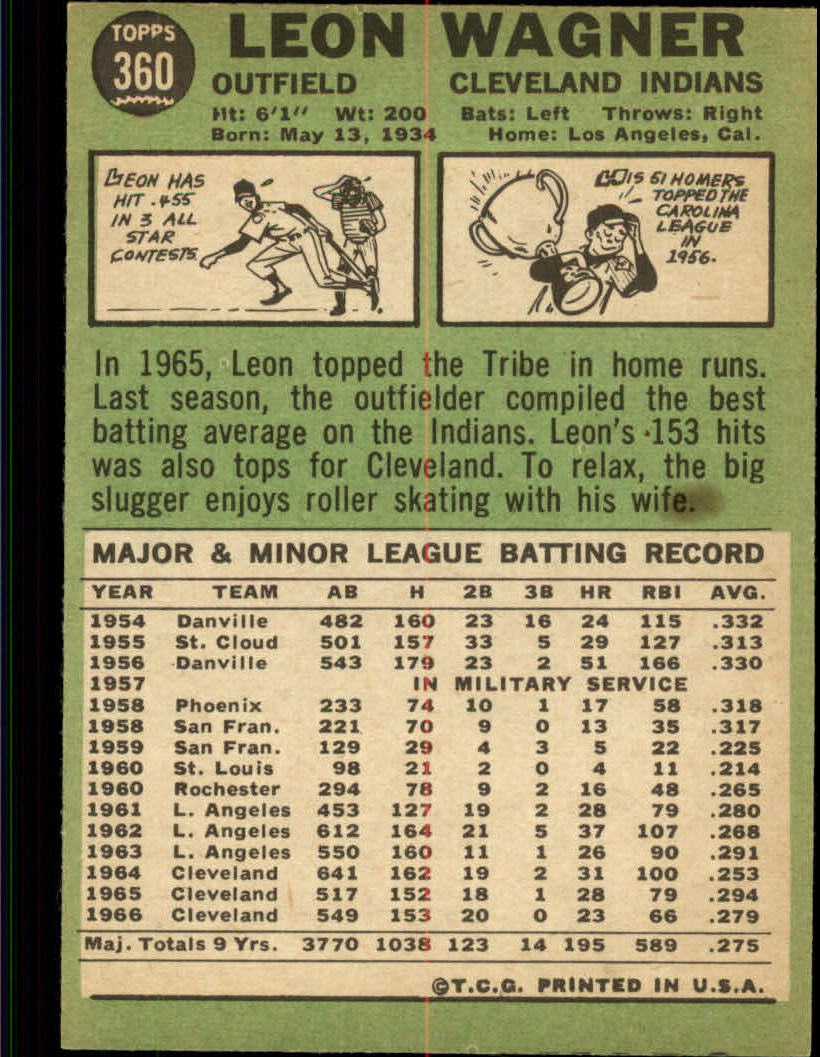 TOPPS
360
LEON WAGNER
OUTFIELD CLEVELAND INDIANS
Ht: 6'1" Wt: 200 Bats: Left Throws: Right
Born: May 13, 1934 Home: Los Angeles, Cal.
LEON HAS
HIT .455
IN 3 ALL
STAR
CONTESTS.
HIS 51 HOMERS
TOPPED THE
CAROLINA
LEAGUE
IN
1956.
In 1965, Leon topped the Tribe in home runs.
Last season, the outfielder compiled the best
batting average on the Indians. Leon's 153 hits
was also tops for Cleveland. To relax, the big
slugger enjoys roller skating with his wife.
MAJOR & MINOR LEAGUE BATTING RECORD
YEAR TEAM AB H 2B 3B HR RBI AVG.
1954 Danville 482 160 23 16 24 115 .332
1955 St. Cloud 501 157 33 5 29 127 .313
1956 Danville 543 179 23 2 51 166 .330
1957 IN MILITARY SERVICE
1958 Phoenix 233 74 10 1 17 58 .318
1958 San Fran. 221 70 9 0 13 35 .317
1959 San Fran. 129 29 4 3 5 22 .225
1960 St. Louis 98 21 2 0 4 11 .214
1960 Rochester 294 78 9 2 16 48 .265
1961 L. Angeles 453 127 19 2 28 79 .280
1962 L. Angeles 612 164 21 5 37 107 .268
1963 L. Angeles 550 160 11 1 26 90 .291
1964 Cleveland 641 162 19 2 31 100 .253
1965 Cleveland 517 152 18 1 28 79 .294
1966 Cleveland 549 153 20 0 23 66 .279
Maj. Totals 9 Yrs. 3770 1038 123 14 195 589 .275
©T.C.G. PRINTED IN U.S.A.